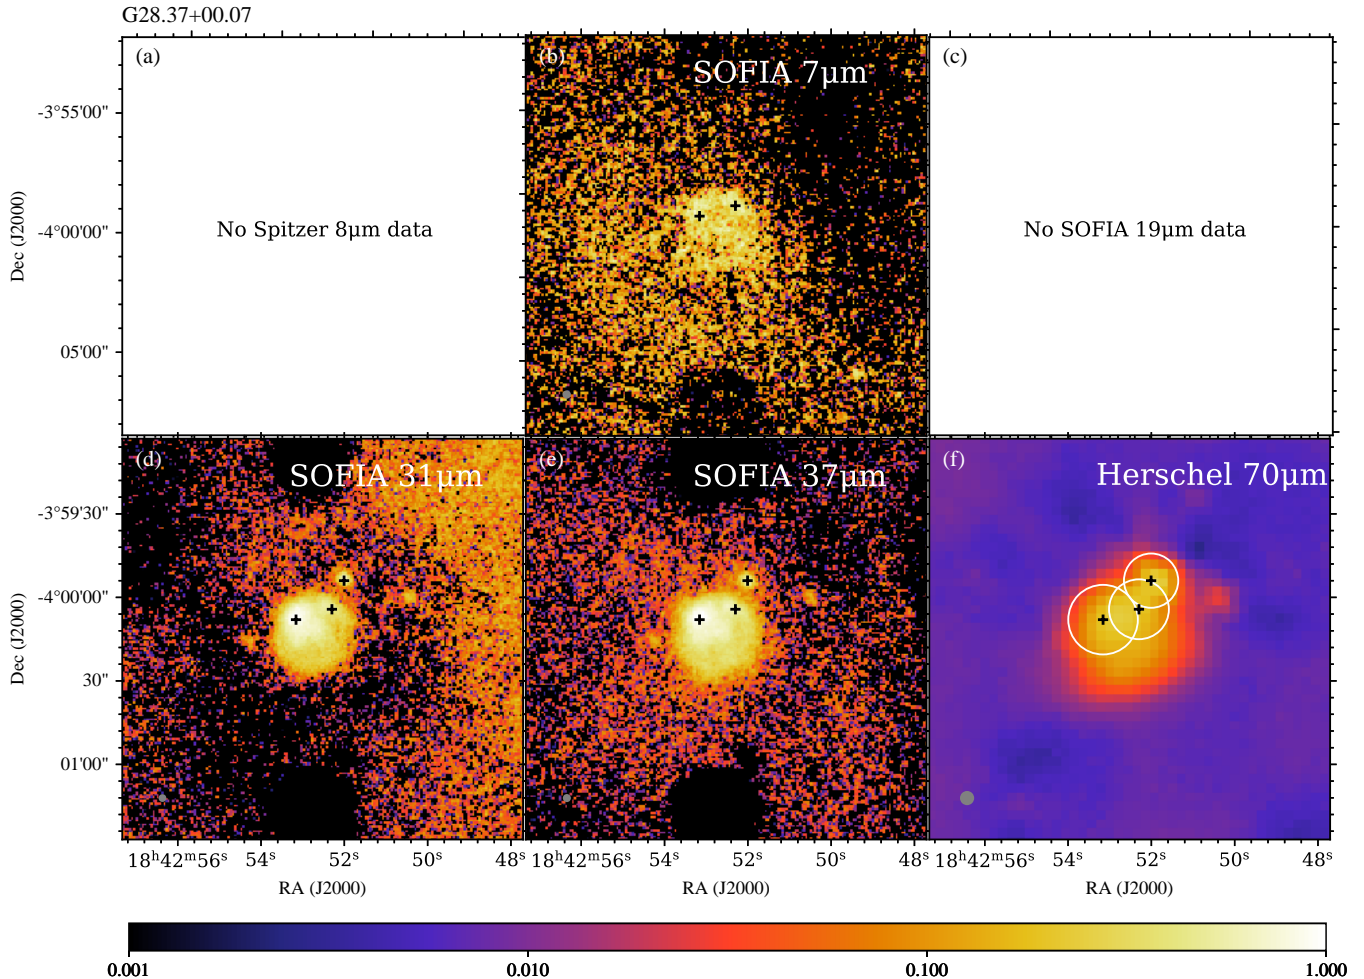 G28.37+00.07
(a)
(b)
SOFIA 7μm
(c)
-3°55'00"
-4°00'00"
05'00"
Dec (J2000)
No Spitzer 8μm data
No SOFIA 19μm data
(d)
SOFIA 31μm
(e)
SOFIA 37μm
(f)
Herschel 70μm
-3°59'30"
-4°00'00"
30"
01'00"
Dec (J2000)
18ʰ42ᵐ56ˢ 54ˢ 52ˢ 50ˢ 48ˢ
18ʰ42ᵐ56ˢ 54ˢ 52ˢ 50ˢ 48ˢ
18ʰ42ᵐ56ˢ 54ˢ 52ˢ 50ˢ 48ˢ
RA (J2000)
RA (J2000)
RA (J2000)
0.001 0.010 0.100 1.000